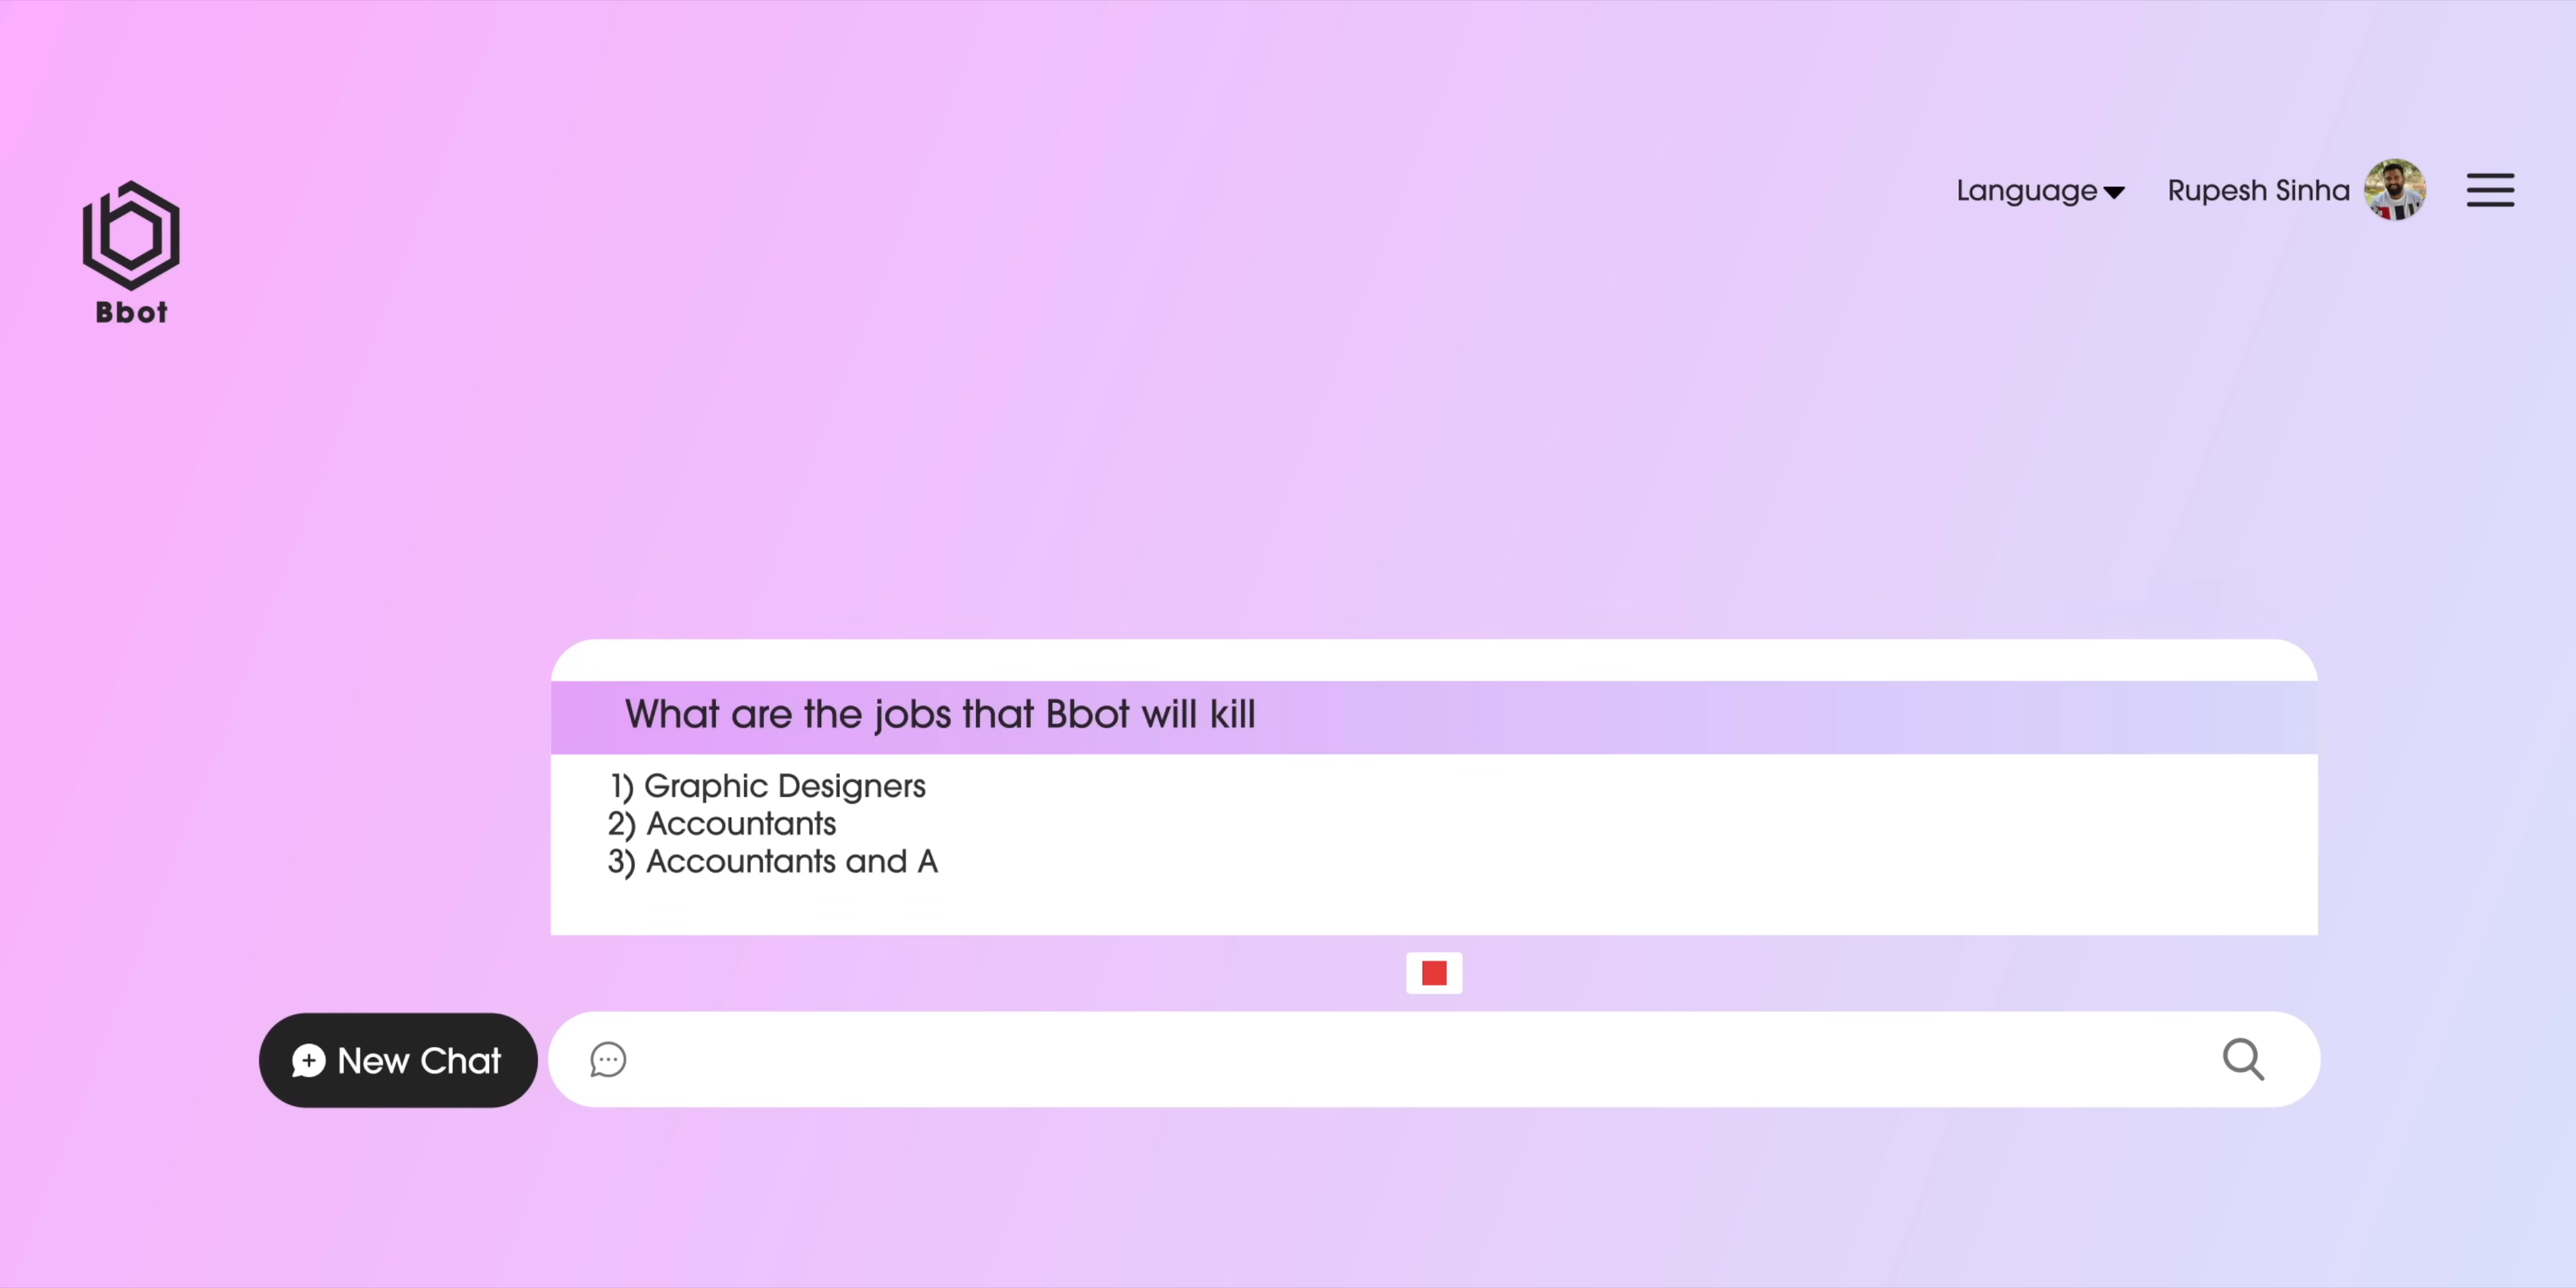 Language
Rupesh Sinha
Bbot
What are the jobs that Bbot will kill
1) Graphic Designers
2) Accountants
3) Accountants and A
New Chat